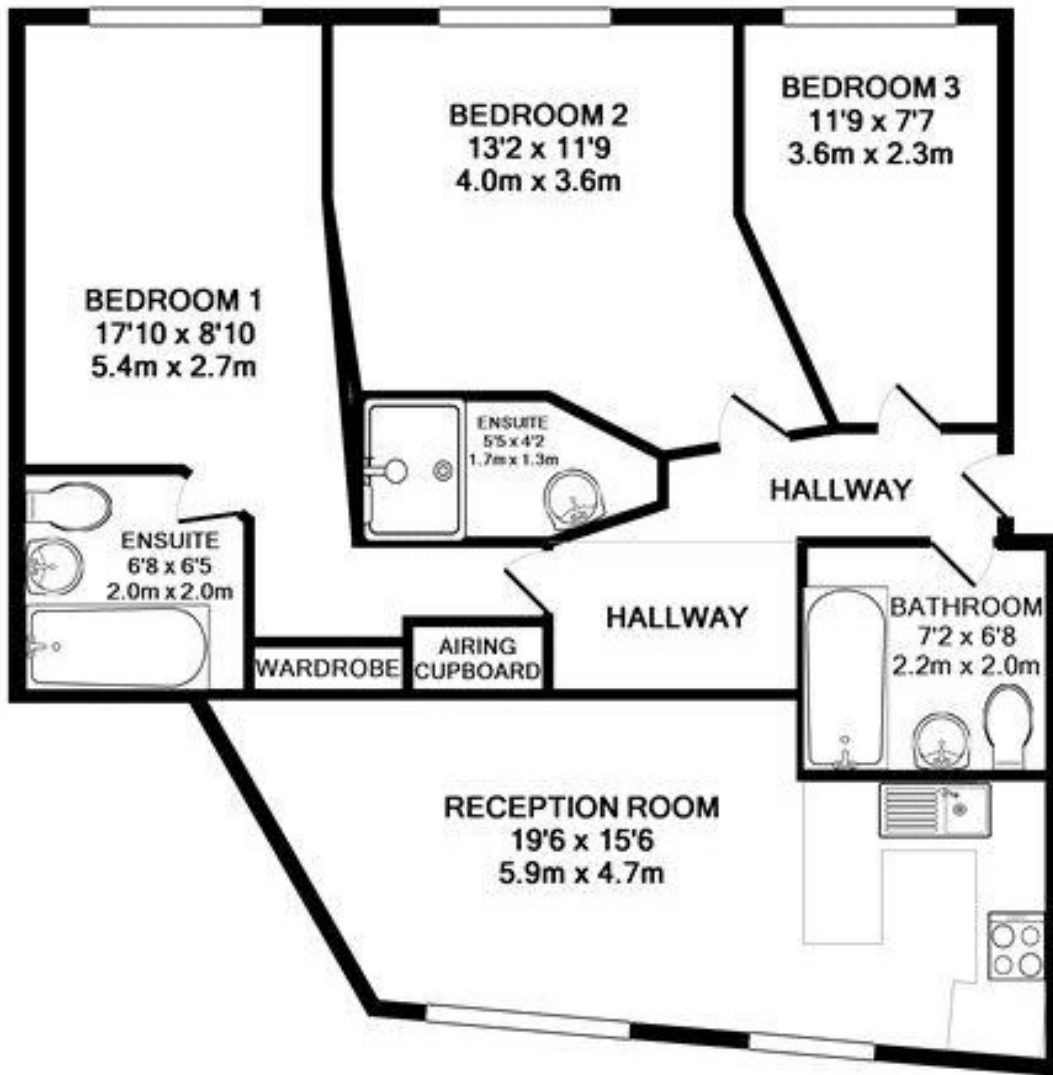 BEDROOM 1
17'10 x 8'10
5.4m x 2.7m
BEDROOM 2
13'2 x 11'9
4.0m x 3.6m
BEDROOM 3
11'9 x 7'7
3.6m x 2.3m
ENSUITE
5'5 x 4'2
1.7m x 1.3m
HALLWAY
ENSUITE
6'8 x 6'5
2.0m x 2.0m
WARDROBE
AIRING
CUPBOARD
HALLWAY
BATHROOM
7'2 x 6'8
2.2m x 2.0m
RECEPTION ROOM
19'6 x 15'6
5.9m x 4.7m